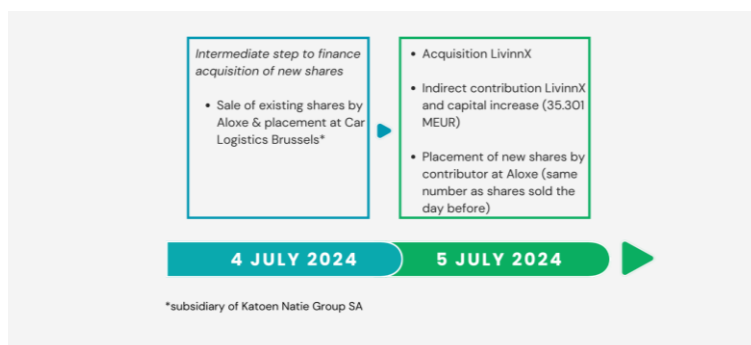 Intermediate step to finance
acquisition of new shares
• Sale of existing shares by
Aloxe & placement at Car
Logistics Brussels*
• Acquisition LivinnX
• Indirect contribution LivinnX
and capital increase (35.301
MEUR)
• Placement of new shares by
contributor at Aloxe (same
number as shares sold the
day before)
4 JULY 2024
5 JULY 2024
*subsidiary of Katoen Natie Group SA